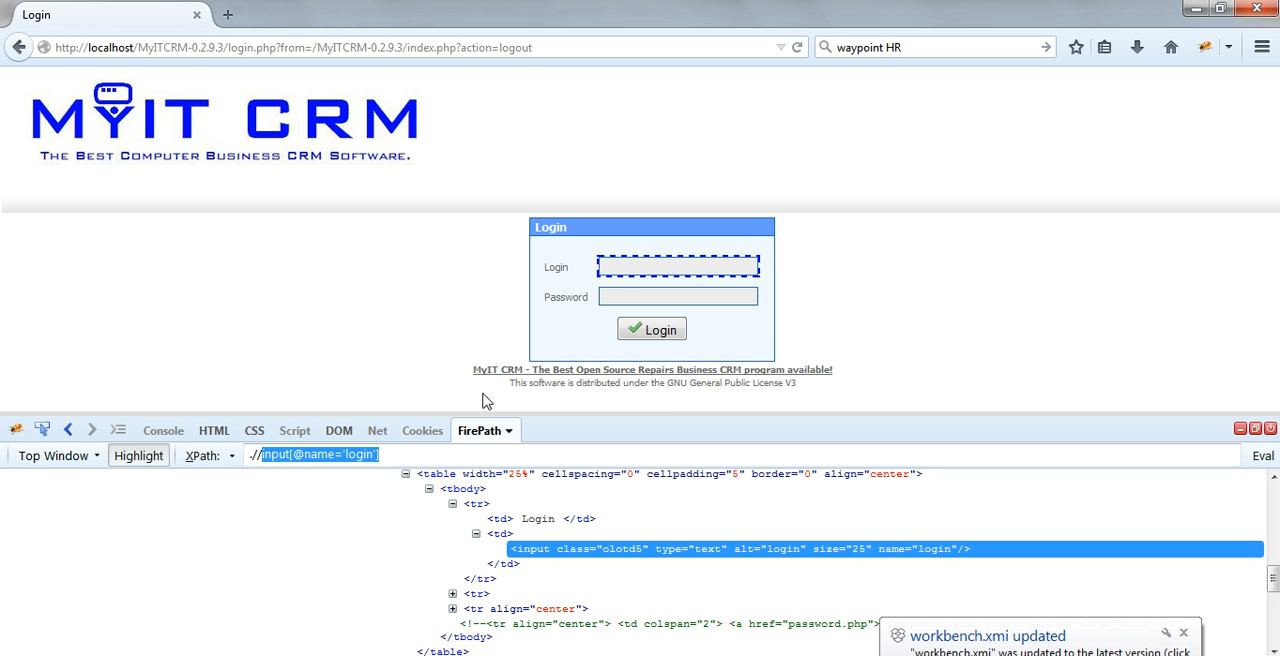 Login
http://localhost/MyITCRM-0.2.9.3/login.php?from=/MyITCRM-0.2.9.3/index.php?action=logout
waypoint HR
MYIT CRM
The Best Computer Business CRM Software.
Login
Login
Password
Login
MyIT CRM - The Best Open Source Repairs Business CRM program available!
This software is distributed under the GNU General Public License V3
Console HTML CSS Script DOM Net Cookies FirePath
Top Window Highlight XPath: .//input[@name='login'] Eval
<table width="25%" cellspacing="0" cellpadding="5" border="0" align="center">
<tbody>
<tr>
<td> Login </td>
<td>
<input class="olotd5" type="text" alt="login" size="25" name="login"/>
</td>
</tr>
<tr>
<tr align="center">
<!--<tr align="center"> <td colspan="2"> <a href="password.php">
</tbody>
</table>
workbench.xmi updated
"workbench.xmi" was updated to the latest version (click